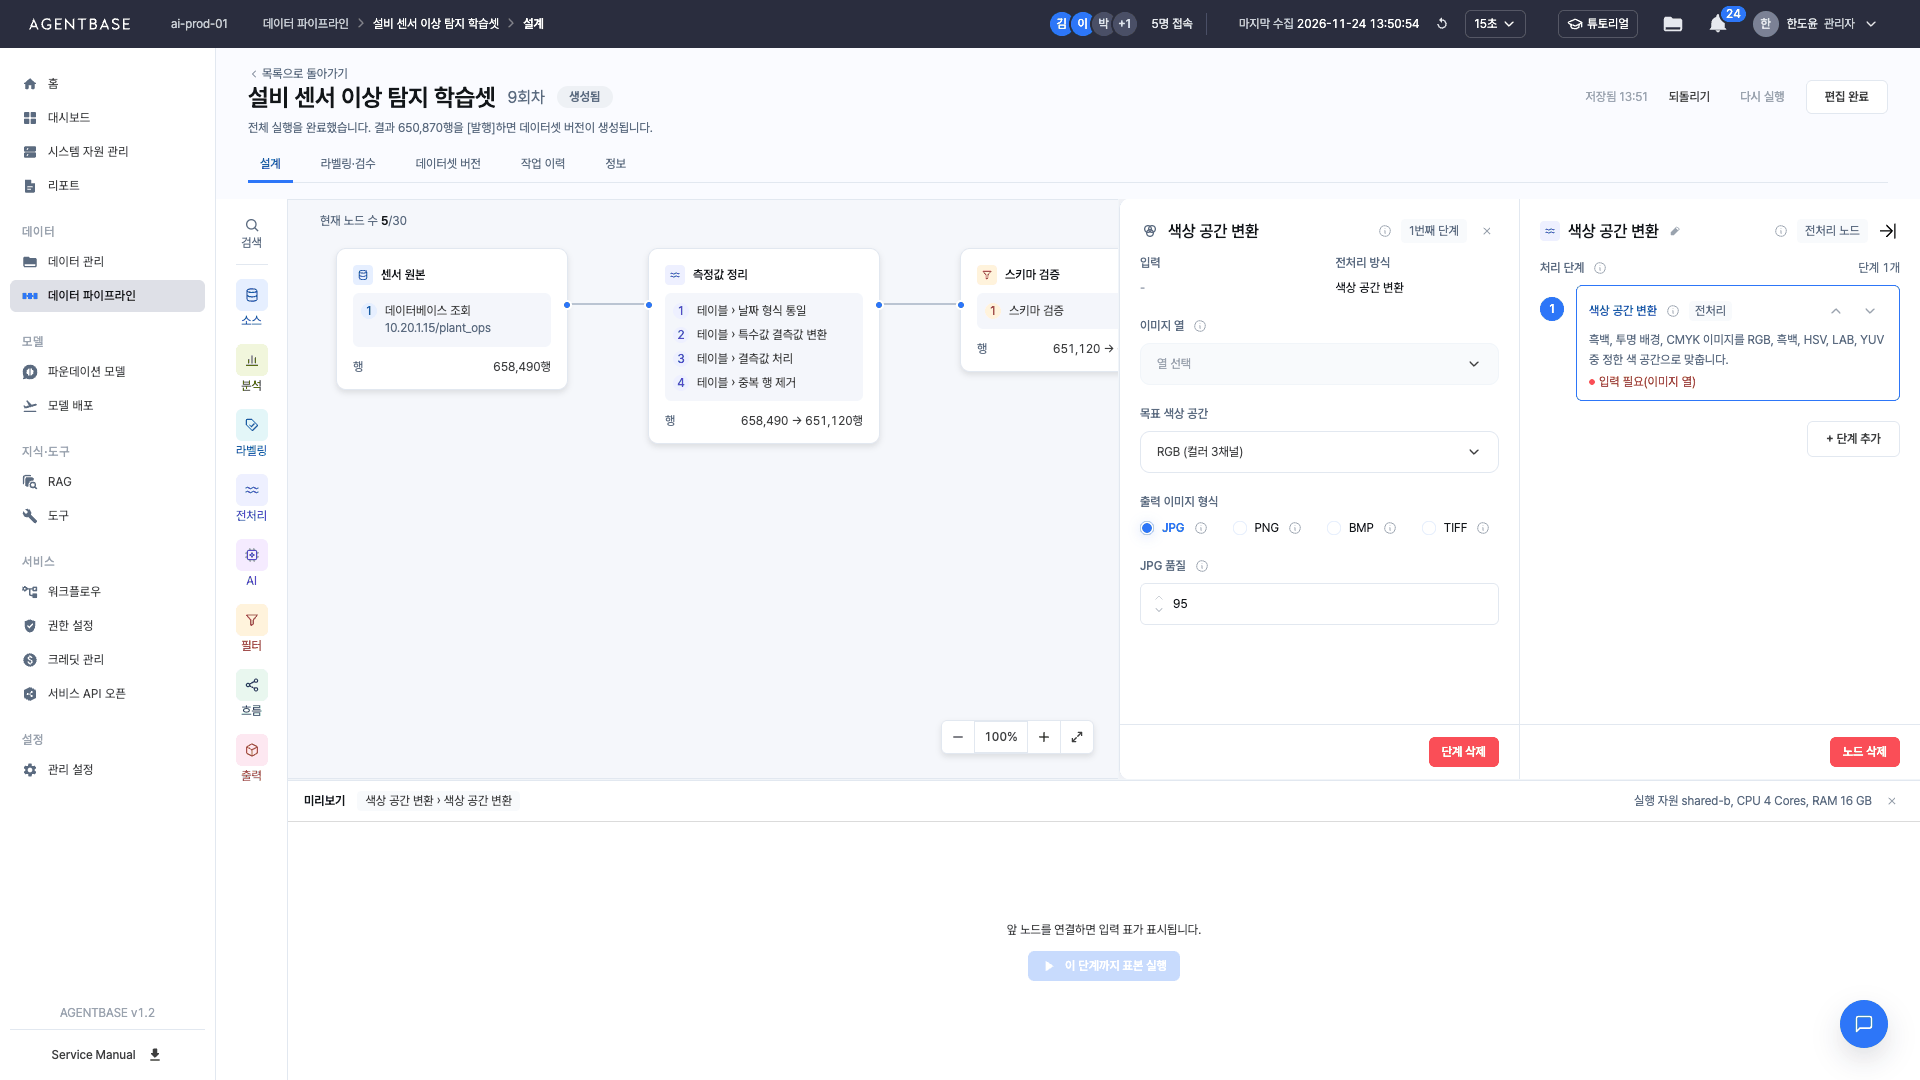 AGENTBASE
ai-prod-01
데이터 파이프라인 > 설비 센서 이상 탐지 학습셋 > 설계
김 이 박 +1 5명 접속
마지막 수집 2026-11-24 13:50:54
15초
튜토리얼
24
한 한도윤 관리자
홈
대시보드
시스템 자원 관리
리포트
데이터
데이터 관리
데이터 파이프라인
모델
파운데이션 모델
모델 배포
지식·도구
RAG
도구
서비스
워크플로우
권한 설정
크레딧 관리
서비스 API 오픈
설정
관리 설정
AGENTBASE v1.2
Service Manual
목록으로 돌아가기
설비 센서 이상 탐지 학습셋 9회차 생성됨
저장됨 13:51 되돌리기 다시 실행 편집 완료
전체 실행을 완료했습니다. 결과 650,870행을 [발행]하면 데이터셋 버전이 생성됩니다.
설계 라벨링·검수 데이터셋 버전 작업 이력 정보
검색
소스
분석
라벨링
전처리
AI
필터
흐름
출력
현재 노드 수 5/30
센서 원본
1 데이터베이스 조회
10.20.1.15/plant_ops
행 658,490행
측정값 정리
1 테이블 › 날짜 형식 통일
2 테이블 › 특수값 결측값 변환
3 테이블 › 결측값 처리
4 테이블 › 중복 행 제거
행 658,490 → 651,120행
스키마 검증
1 스키마 검증
행 651,120 →
100%
색상 공간 변환 1번째 단계
입력 전처리 방식
- 색상 공간 변환
이미지 열
열 선택
목표 색상 공간
RGB (컬러 3채널)
출력 이미지 형식
JPG PNG BMP TIFF
JPG 품질
95
단계 삭제
색상 공간 변환 전처리 노드
처리 단계 단계 1개
1 색상 공간 변환 전처리
흑백, 투명 배경, CMYK 이미지를 RGB, 흑백, HSV, LAB, YUV
중 정한 색 공간으로 맞춥니다.
입력 필요(이미지 열)
+ 단계 추가
노드 삭제
미리보기 색상 공간 변환 › 색상 공간 변환
실행 자원 shared-b, CPU 4 Cores, RAM 16 GB
앞 노드를 연결하면 입력 표가 표시됩니다.
이 단계까지 표본 실행